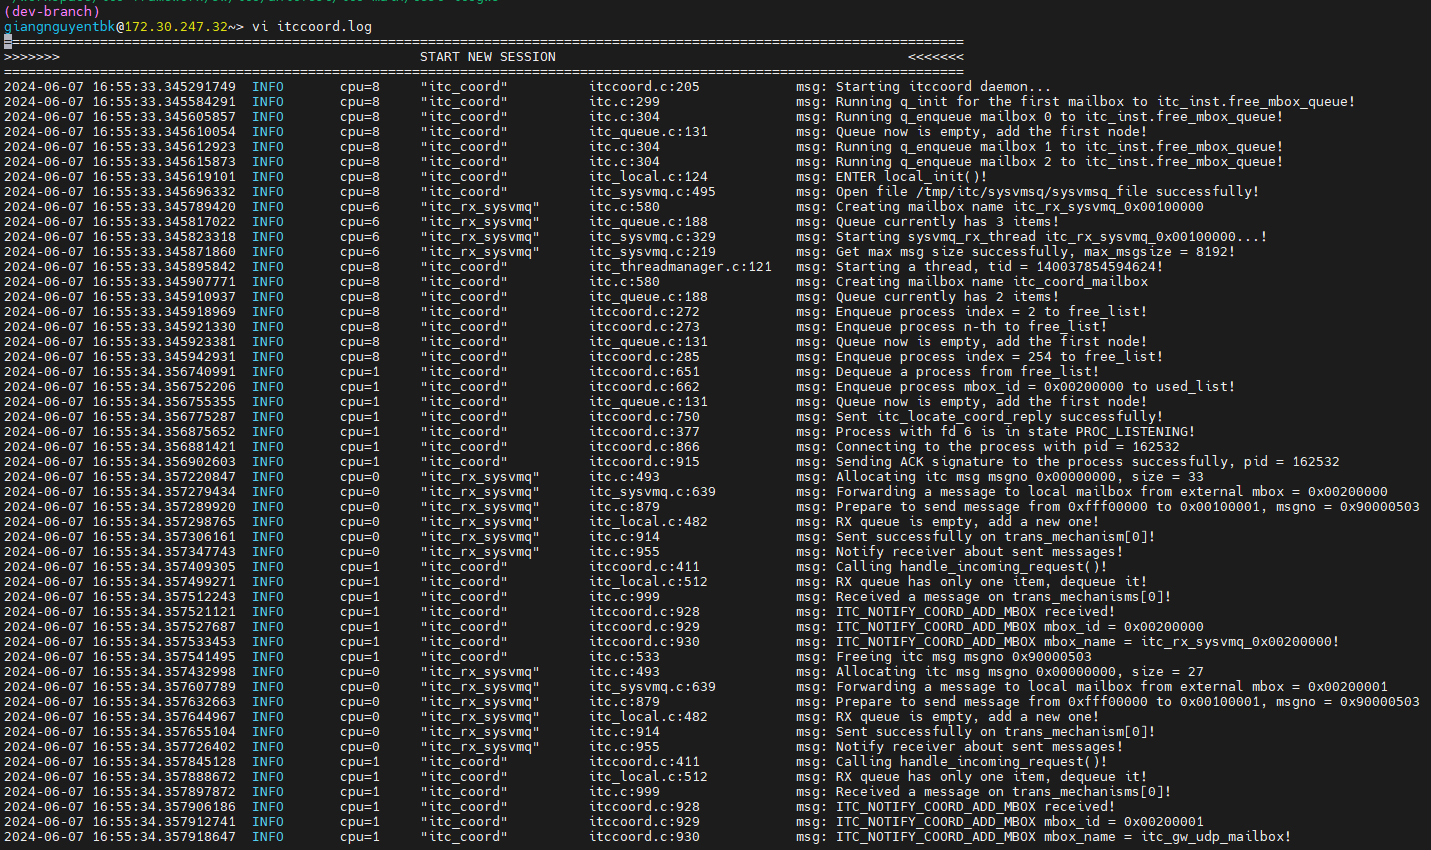 (dev-branch)
giangnguyentbk@172.30.247.32~> vi itccoord.log
========================================================================================================================
>>>>>>> START NEW SESSION <<<<<<<
========================================================================================================================
2024-06-07 16:55:33.345291749 INFO cpu=8 "itc_coord" itccoord.c:205 msg: Starting itccoord daemon...
2024-06-07 16:55:33.345584291 INFO cpu=8 "itc_coord" itc.c:299 msg: Running q_init for the first mailbox to itc_inst.free_mbox_queue!
2024-06-07 16:55:33.345605857 INFO cpu=8 "itc_coord" itc.c:304 msg: Running q_enqueue mailbox 0 to itc_inst.free_mbox_queue!
2024-06-07 16:55:33.345610054 INFO cpu=8 "itc_coord" itc_queue.c:131 msg: Queue now is empty, add the first node!
2024-06-07 16:55:33.345612923 INFO cpu=8 "itc_coord" itc.c:304 msg: Running q_enqueue mailbox 1 to itc_inst.free_mbox_queue!
2024-06-07 16:55:33.345615873 INFO cpu=8 "itc_coord" itc.c:304 msg: Running q_enqueue mailbox 2 to itc_inst.free_mbox_queue!
2024-06-07 16:55:33.345619101 INFO cpu=8 "itc_coord" itc_local.c:124 msg: ENTER local_init()!
2024-06-07 16:55:33.345696332 INFO cpu=8 "itc_coord" itc_sysvmq.c:495 msg: Open file /tmp/itc/sysvmsq/sysvmsq_file successfully!
2024-06-07 16:55:33.345789420 INFO cpu=6 "itc_rx_sysvmq" itc.c:580 msg: Creating mailbox name itc_rx_sysvmq_0x00100000
2024-06-07 16:55:33.345817022 INFO cpu=6 "itc_rx_sysvmq" itc_queue.c:188 msg: Queue currently has 3 items!
2024-06-07 16:55:33.345823318 INFO cpu=6 "itc_rx_sysvmq" itc_sysvmq.c:329 msg: Starting sysvmq_rx_thread itc_rx_sysvmq_0x00100000...!
2024-06-07 16:55:33.345871860 INFO cpu=6 "itc_rx_sysvmq" itc_sysvmq.c:219 msg: Get max msg size successfully, max_msgsize = 8192!
2024-06-07 16:55:33.345895842 INFO cpu=8 "itc_coord" itc_threadmanager.c:121 msg: Starting a thread, tid = 140037854594624!
2024-06-07 16:55:33.345907771 INFO cpu=8 "itc_coord" itc.c:580 msg: Creating mailbox name itc_coord_mailbox
2024-06-07 16:55:33.345910937 INFO cpu=8 "itc_coord" itc_queue.c:188 msg: Queue currently has 2 items!
2024-06-07 16:55:33.345918969 INFO cpu=8 "itc_coord" itccoord.c:272 msg: Enqueue process index = 2 to free_list!
2024-06-07 16:55:33.345921330 INFO cpu=8 "itc_coord" itccoord.c:273 msg: Enqueue process n-th to free_list!
2024-06-07 16:55:33.345923381 INFO cpu=8 "itc_coord" itc_queue.c:131 msg: Queue now is empty, add the first node!
2024-06-07 16:55:33.345942931 INFO cpu=8 "itc_coord" itccoord.c:285 msg: Enqueue process index = 254 to free_list!
2024-06-07 16:55:34.356740991 INFO cpu=1 "itc_coord" itccoord.c:651 msg: Dequeue a process from free_list!
2024-06-07 16:55:34.356752206 INFO cpu=1 "itc_coord" itccoord.c:662 msg: Enqueue process mbox_id = 0x00200000 to used_list!
2024-06-07 16:55:34.356755355 INFO cpu=1 "itc_coord" itc_queue.c:131 msg: Queue now is empty, add the first node!
2024-06-07 16:55:34.356775287 INFO cpu=1 "itc_coord" itccoord.c:750 msg: Sent itc_locate_coord_reply successfully!
2024-06-07 16:55:34.356875652 INFO cpu=1 "itc_coord" itccoord.c:377 msg: Process with fd 6 is in state PROC_LISTENING!
2024-06-07 16:55:34.356881421 INFO cpu=1 "itc_coord" itccoord.c:866 msg: Connecting to the process with pid = 162532
2024-06-07 16:55:34.356902603 INFO cpu=1 "itc_coord" itccoord.c:915 msg: Sending ACK signature to the process successfully, pid = 162532
2024-06-07 16:55:34.357220847 INFO cpu=0 "itc_rx_sysvmq" itc.c:493 msg: Allocating itc msg msgno 0x00000000, size = 33
2024-06-07 16:55:34.357279434 INFO cpu=0 "itc_rx_sysvmq" itc_sysvmq.c:639 msg: Forwarding a message to local mailbox from external mbox = 0x00200000
2024-06-07 16:55:34.357289920 INFO cpu=0 "itc_rx_sysvmq" itc.c:879 msg: Prepare to send message from 0xfff00000 to 0x00100001, msgno = 0x90000503
2024-06-07 16:55:34.357298765 INFO cpu=0 "itc_rx_sysvmq" itc_local.c:482 msg: RX queue is empty, add a new one!
2024-06-07 16:55:34.357306161 INFO cpu=0 "itc_rx_sysvmq" itc.c:914 msg: Sent successfully on trans_mechanism[0]!
2024-06-07 16:55:34.357347743 INFO cpu=0 "itc_rx_sysvmq" itc.c:955 msg: Notify receiver about sent messages!
2024-06-07 16:55:34.357409305 INFO cpu=1 "itc_coord" itccoord.c:411 msg: Calling handle_incoming_request()!
2024-06-07 16:55:34.357499271 INFO cpu=1 "itc_coord" itc_local.c:512 msg: RX queue has only one item, dequeue it!
2024-06-07 16:55:34.357512243 INFO cpu=1 "itc_coord" itc.c:999 msg: Received a message on trans_mechanisms[0]!
2024-06-07 16:55:34.357521121 INFO cpu=1 "itc_coord" itccoord.c:928 msg: ITC_NOTIFY_COORD_ADD_MBOX received!
2024-06-07 16:55:34.357527687 INFO cpu=1 "itc_coord" itccoord.c:929 msg: ITC_NOTIFY_COORD_ADD_MBOX mbox_id = 0x00200000
2024-06-07 16:55:34.357533453 INFO cpu=1 "itc_coord" itccoord.c:930 msg: ITC_NOTIFY_COORD_ADD_MBOX mbox_name = itc_rx_sysvmq_0x00200000!
2024-06-07 16:55:34.357541495 INFO cpu=1 "itc_coord" itc.c:533 msg: Freeing itc msg msgno 0x90000503
2024-06-07 16:55:34.357432998 INFO cpu=0 "itc_rx_sysvmq" itc.c:493 msg: Allocating itc msg msgno 0x00000000, size = 27
2024-06-07 16:55:34.357607789 INFO cpu=0 "itc_rx_sysvmq" itc_sysvmq.c:639 msg: Forwarding a message to local mailbox from external mbox = 0x00200001
2024-06-07 16:55:34.357632663 INFO cpu=0 "itc_rx_sysvmq" itc.c:879 msg: Prepare to send message from 0xfff00000 to 0x00100001, msgno = 0x90000503
2024-06-07 16:55:34.357644967 INFO cpu=0 "itc_rx_sysvmq" itc_local.c:482 msg: RX queue is empty, add a new one!
2024-06-07 16:55:34.357655104 INFO cpu=0 "itc_rx_sysvmq" itc.c:914 msg: Sent successfully on trans_mechanism[0]!
2024-06-07 16:55:34.357726402 INFO cpu=0 "itc_rx_sysvmq" itc.c:955 msg: Notify receiver about sent messages!
2024-06-07 16:55:34.357845128 INFO cpu=1 "itc_coord" itccoord.c:411 msg: Calling handle_incoming_request()!
2024-06-07 16:55:34.357888672 INFO cpu=1 "itc_coord" itc_local.c:512 msg: RX queue has only one item, dequeue it!
2024-06-07 16:55:34.357897872 INFO cpu=1 "itc_coord" itc.c:999 msg: Received a message on trans_mechanisms[0]!
2024-06-07 16:55:34.357906186 INFO cpu=1 "itc_coord" itccoord.c:928 msg: ITC_NOTIFY_COORD_ADD_MBOX received!
2024-06-07 16:55:34.357912741 INFO cpu=1 "itc_coord" itccoord.c:929 msg: ITC_NOTIFY_COORD_ADD_MBOX mbox_id = 0x00200001
2024-06-07 16:55:34.357918647 INFO cpu=1 "itc_coord" itccoord.c:930 msg: ITC_NOTIFY_COORD_ADD_MBOX mbox_name = itc_gw_udp_mailbox!